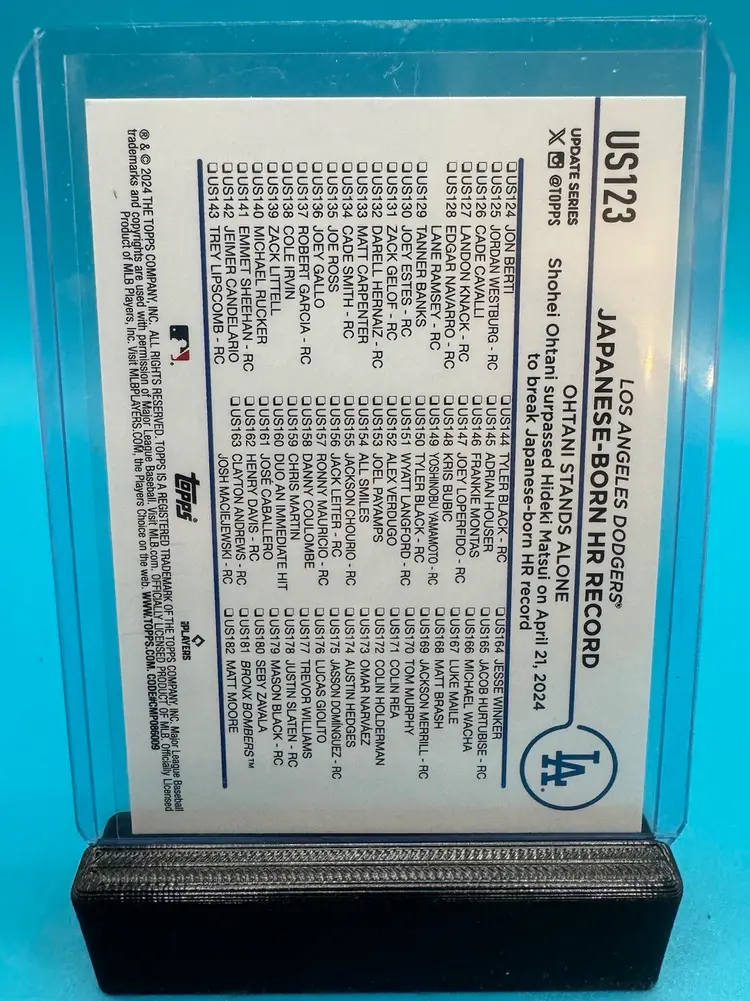 US123
LOS ANGELES DODGERS®
JAPANESE-BORN HR RECORD
UPDATE SERIES
X @TOPPS
OHTANI STANDS ALONE
Shohei Ohtani surpassed Hideki Matsui on April 21, 2024
to break Japanese-born HR record
LA
US124 JON BERTI
US125 JORDAN WESTBURG - RC
US126 CADE CAVALLI
US127 LANDON KNACK - RC
US128 EDGAR NAVARRO - RC
LANE RAMSEY - RC
US129 TANNER BANKS
US130 JOEY ESTES - RC
US131 ZACK GELOF - RC
US132 DARELL HERNAIZ - RC
US133 MATT CARPENTER
US134 CADE SMITH - RC
US135 JOE ROSS
US136 JOEY GALLO
US137 ROBERT GARCIA - RC
US138 COLE IRVIN
US139 ZACK LITTELL
US140 MICHAEL RUCKER
US141 EMMET SHEEHAN - RC
US142 JEIMER CANDELARIO
US143 TREY LIPSCOMB - RC
US144 TYLER BLACK - RC
US145 ADRIAN HOUSER
US146 FRANKIE MONTAS
US147 JOEY LOPERFIDO - RC
US148 KRIS BUBIC
US149 YOSHINOBU YAMAMOTO - RC
US150 TYLER BLACK - RC
US151 WYATT LANGFORD - RC
US152 ALEX VERDUGO
US153 JOEL PAYAMPS
US154 ALL SMILES
US155 JACKSON CHOURIO - RC
US156 JACK LEITER - RC
US157 RONNY MAURICIO - RC
US158 DANNY COULOMBE
US159 CHRIS MARTIN
US160 DUO AN IMMEDIATE HIT
US161 JOSÉ CABALLERO
US162 HENRY DAVIS - RC
US163 CLAYTON ANDREWS - RC
JOSH MACIEJEWSKI - RC
US164 JESSE WINKER
US165 JACOB HURTUBISE - RC
US166 MICHAEL WACHA
US167 LUKE MAILE
US168 MATT BRASH
US169 JACKSON MERRILL - RC
US170 TOM MURPHY
US171 COLIN REA
US172 COLIN HOLDERMAN
US173 OMAR NARVÁEZ
US174 AUSTIN HEDGES
US175 JASSON DOMÍNGUEZ - RC
US176 LUCAS GIOLITO
US177 TREVOR WILLIAMS
US178 JUSTIN SLATEN - RC
US179 MASON BLACK - RC
US180 SEBY ZAVALA
US181 BRONX BOMBERS™
US182 MATT MOORE
topps
PLAYERS
® & © 2024 THE TOPPS COMPANY, INC. ALL RIGHTS RESERVED. TOPPS IS A REGISTERED TRADEMARK OF THE TOPPS COMPANY, INC. Major League Baseball
trademarks and copyrights are used with permission of Major League Baseball. Visit MLB.com. OFFICIALLY LICENSED PRODUCT OF MLB. Officially Licensed
Product of MLB Players, Inc. Visit MLBPLAYERS.COM, the Players Choice on the web. WWW.TOPPS.COM. CODE#CMP086009